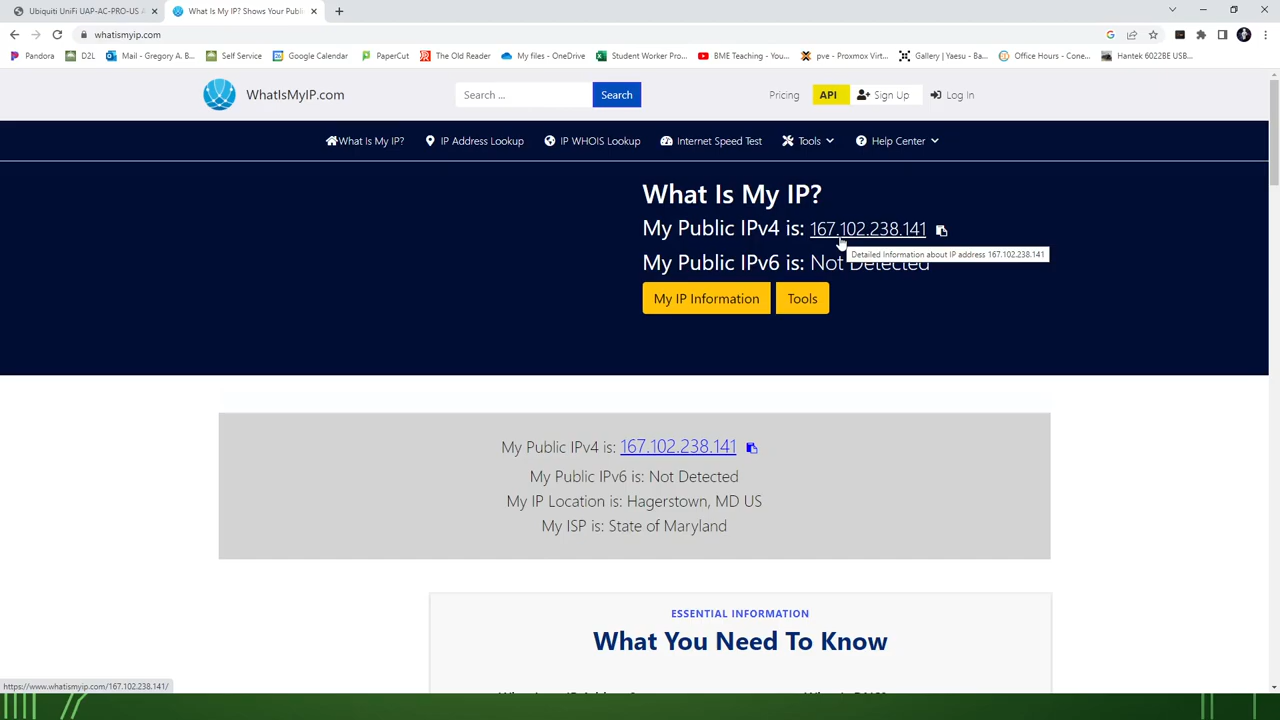 Ubiquiti UniFi UAP-AC-PRO-US A
What Is My IP? Shows Your Publi
whatismyip.com
Pandora
D2L
Mail - Gregory A. B...
Self Service
Google Calendar
PaperCut
The Old Reader
My files - OneDrive
Student Worker Pro...
BME Teaching - You...
pve - Proxmox Virt...
Gallery | Yaesu - Ba...
Office Hours - Cone...
Hantek 6022BE USB...
WhatIsMyIP.com
Search ...
Search
Pricing
API
Sign Up
Log In
What Is My IP?
IP Address Lookup
IP WHOIS Lookup
Internet Speed Test
Tools
Help Center
What Is My IP?
My Public IPv4 is: 167.102.238.141
Detailed Information about IP address 167.102.238.141
My Public IPv6 is: Not Detected
My IP Information
Tools
My Public IPv4 is: 167.102.238.141
My Public IPv6 is: Not Detected
My IP Location is: Hagerstown, MD US
My ISP is: State of Maryland
ESSENTIAL INFORMATION
What You Need To Know
https://www.whatismyip.com/167.102.238.141/